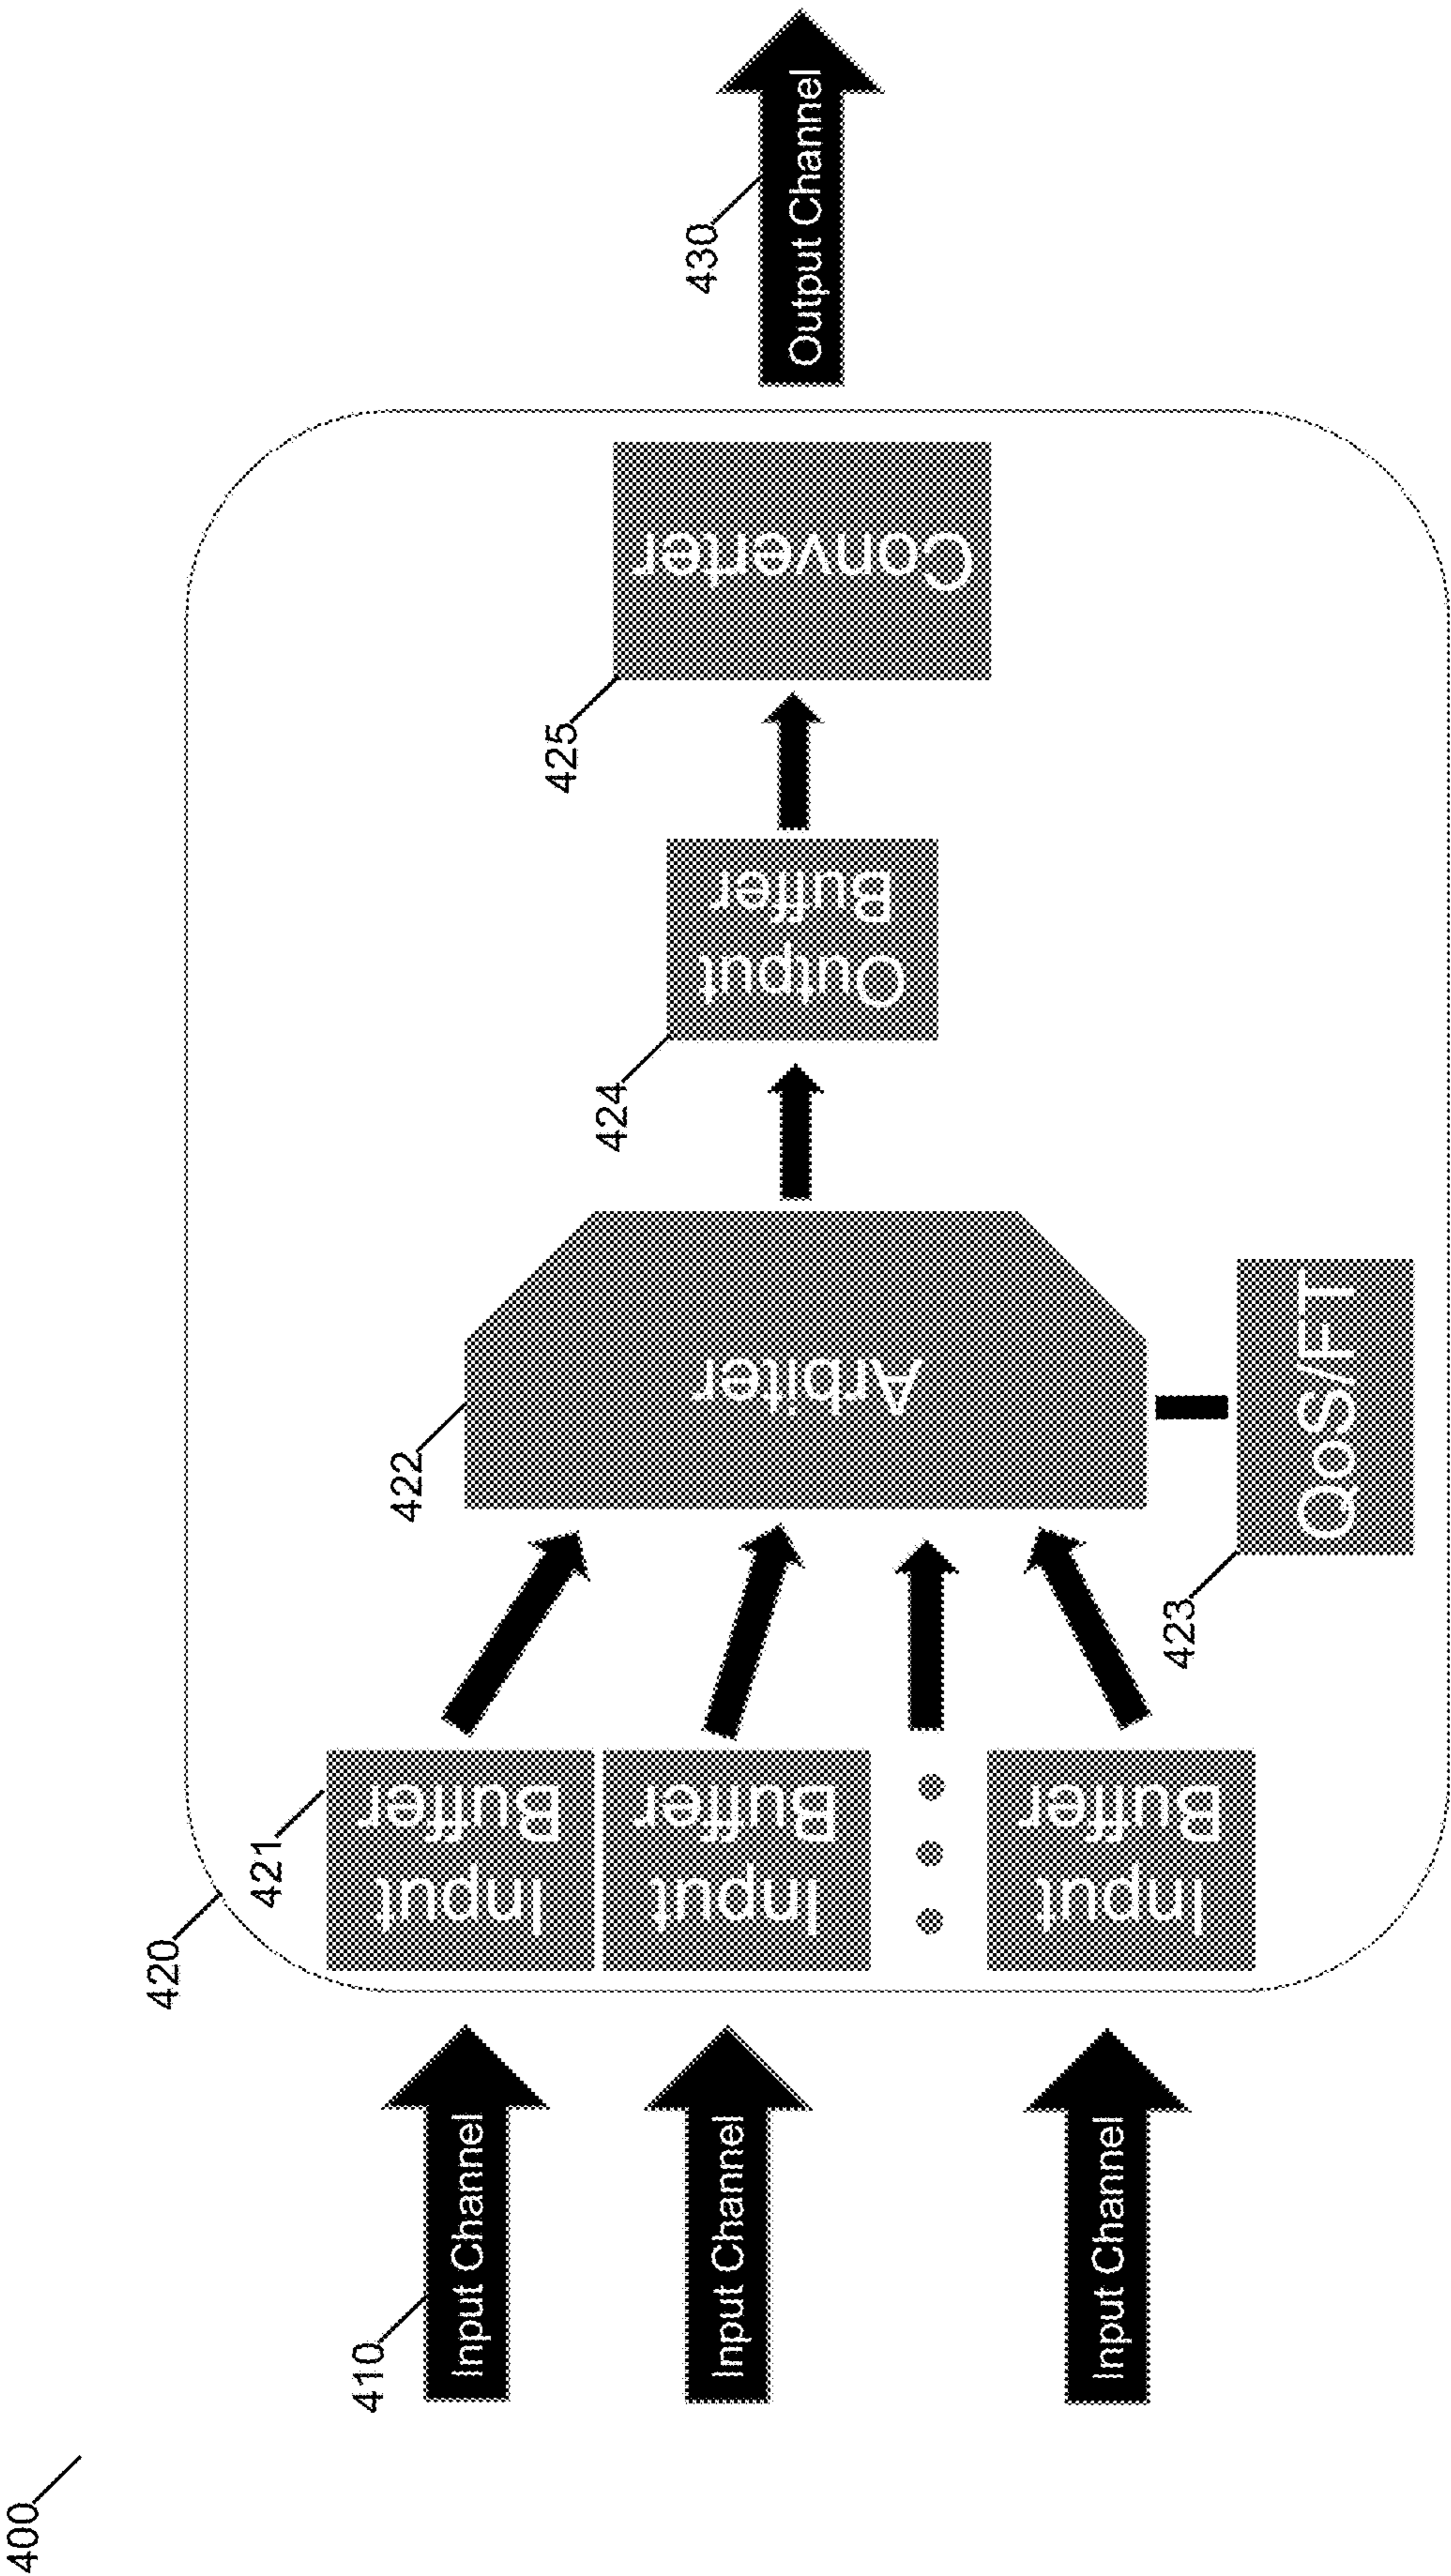 400
410
Input Channel
Input Channel
Input Channel
420
421
Input
Buffer
Input
Buffer
Input
Buffer
422
Arbiter
423
QoS/FT
424
Output
Buffer
425
Converter
430
Output Channel